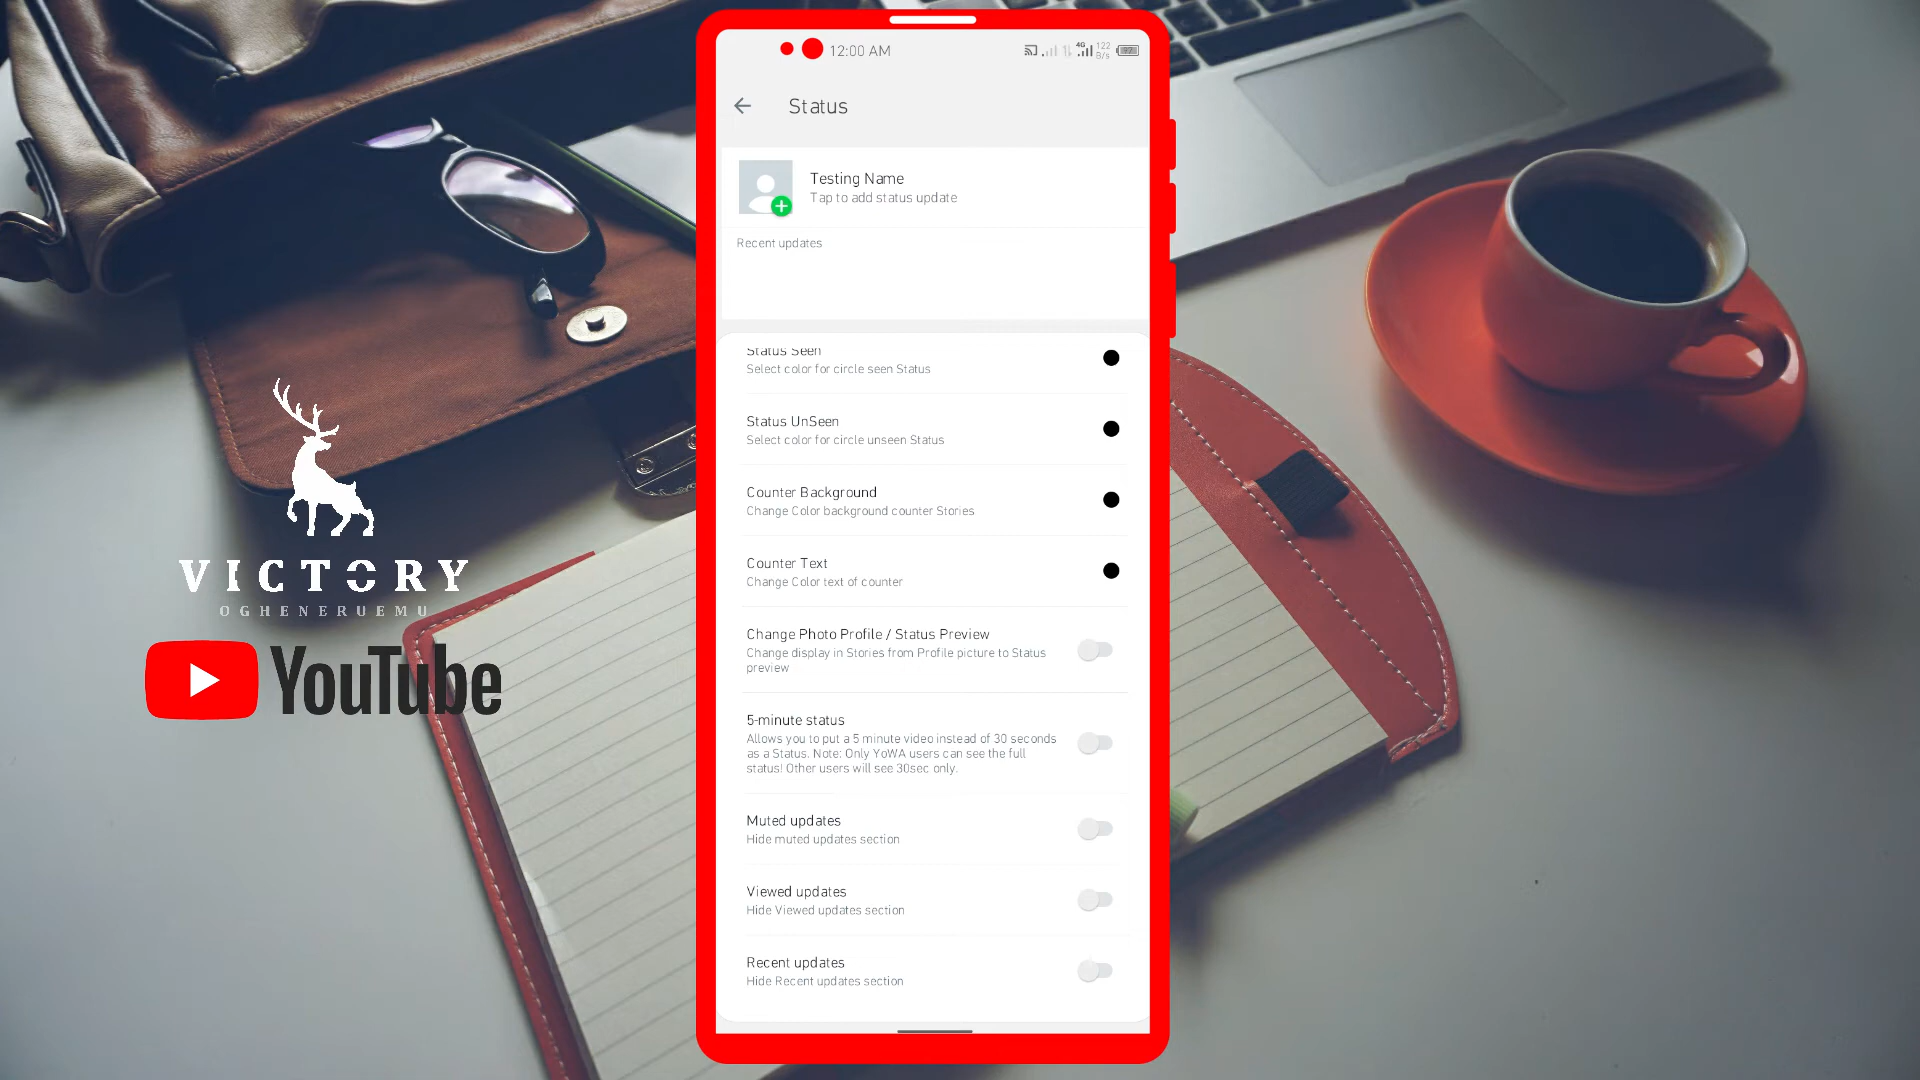 12:00 AM
4G
122
B/s
97
Status
Testing Name
Tap to add status update
Recent updates
Status Seen
Select color for circle seen Status
Status UnSeen
Select color for circle unseen Status
Counter Background
Change Color background counter Stories
Counter Text
Change Color text of counter
Change Photo Profile / Status Preview
Change display in Stories from Profile picture to Status
preview
5-minute status
Allows you to put a 5 minute video instead of 30 seconds
as a Status. Note: Only YoWA users can see the full
status! Other users will see 30sec only.
Muted updates
Hide muted updates section
Viewed updates
Hide Viewed updates section
Recent updates
Hide Recent updates section
VICTORY
OGHENERUEMU
YouTube